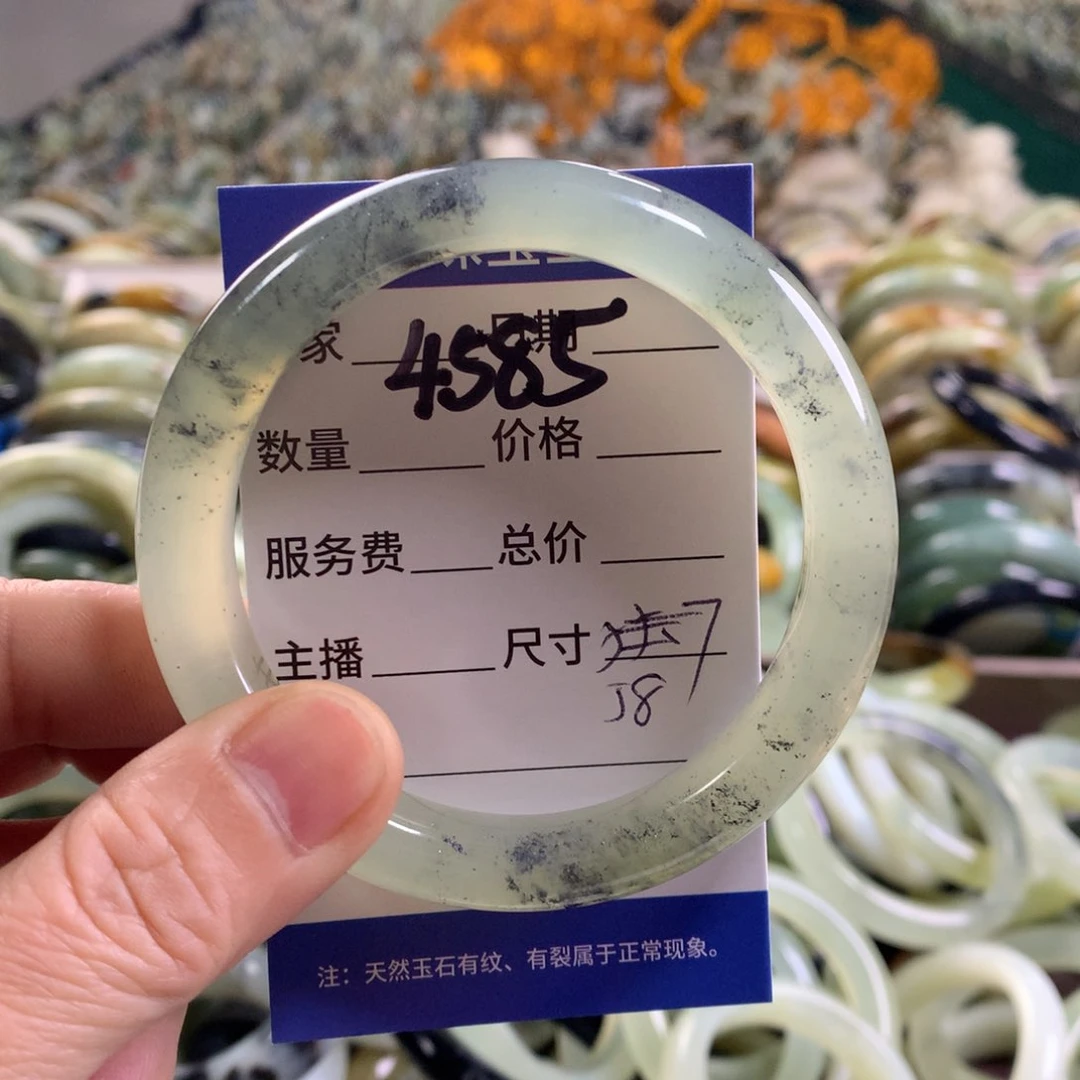 家 日期
4585
数量 价格
服务费 总价
主播 尺寸
58
注：天然玉石有纹、有裂属于正常现象。